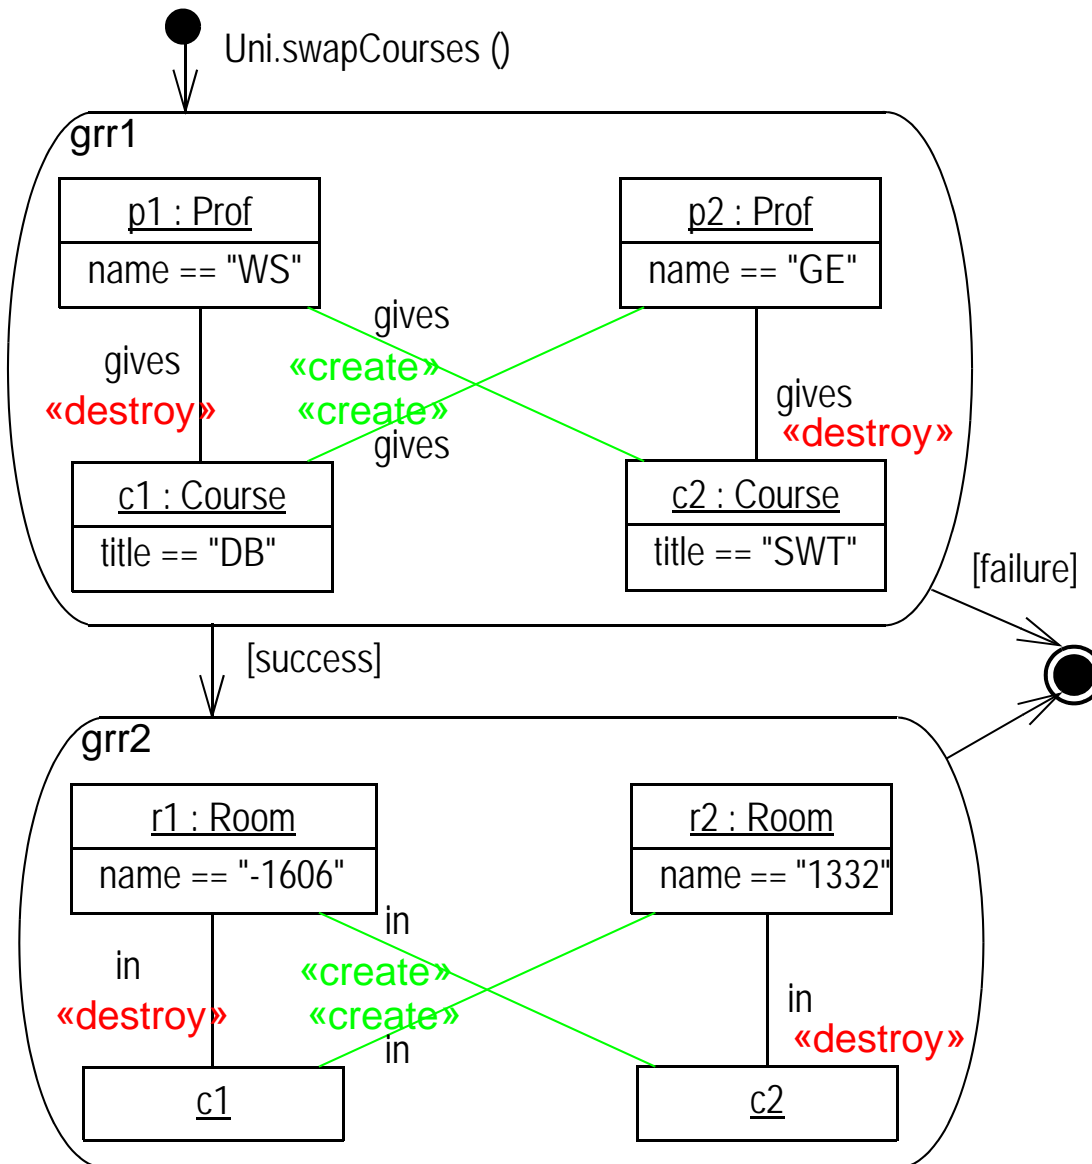 Uni.swapCourses ()
grr1
p1 : Prof
p2 : Prof
name == "WS"
name == "GE"
gives
gives
«create»
«destroy»
«create»
gives
«destroy»
gives
c1 : Course
c2 : Course
title == "DB"
title == "SWT"
[failure]
[success]
grr2
r1 : Room
r2 : Room
name == "-1606"
name == "1332"
in
in
«create»
«destroy»
«create»
in
«destroy»
in
c1
c2